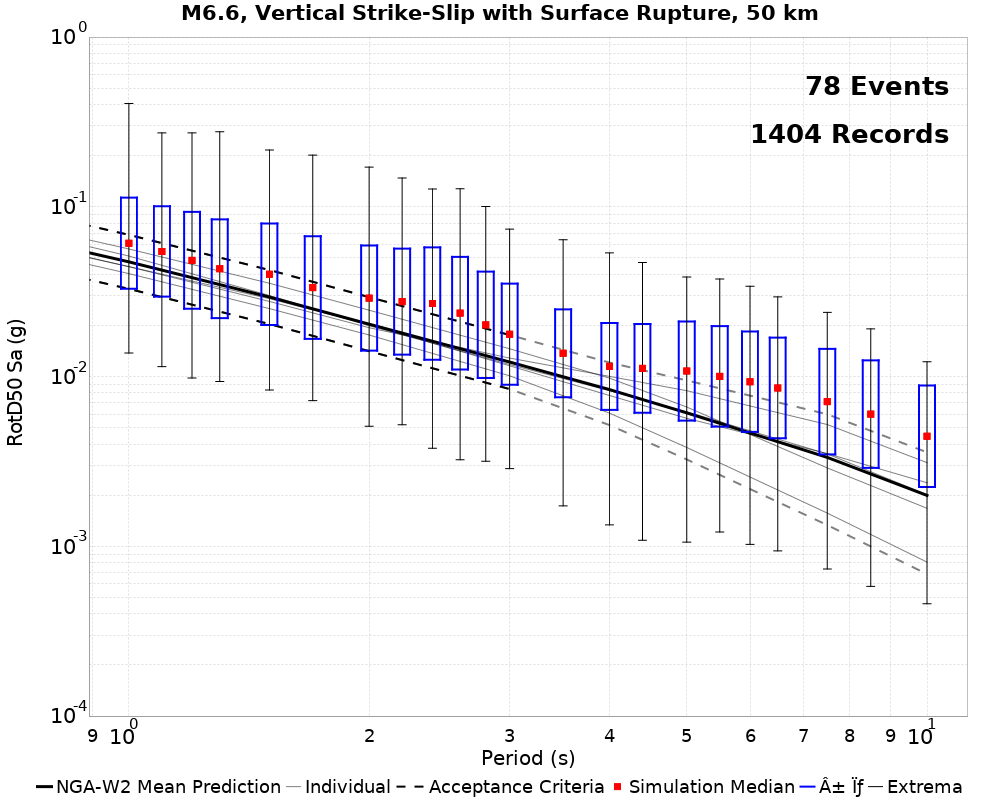 M6.6, Vertical Strike-Slip with Surface Rupture, 50 km
78 Events
1404 Records
RotD50 Sa (g)
10^0
10^-1
10^-2
10^-3
10^-4
9 10^0 2 3 4 5 6 7 8 9 10^1
Period (s)
NGA-W2 Mean Prediction Individual Acceptance Criteria Simulation Median Â± Ïƒ Extrema